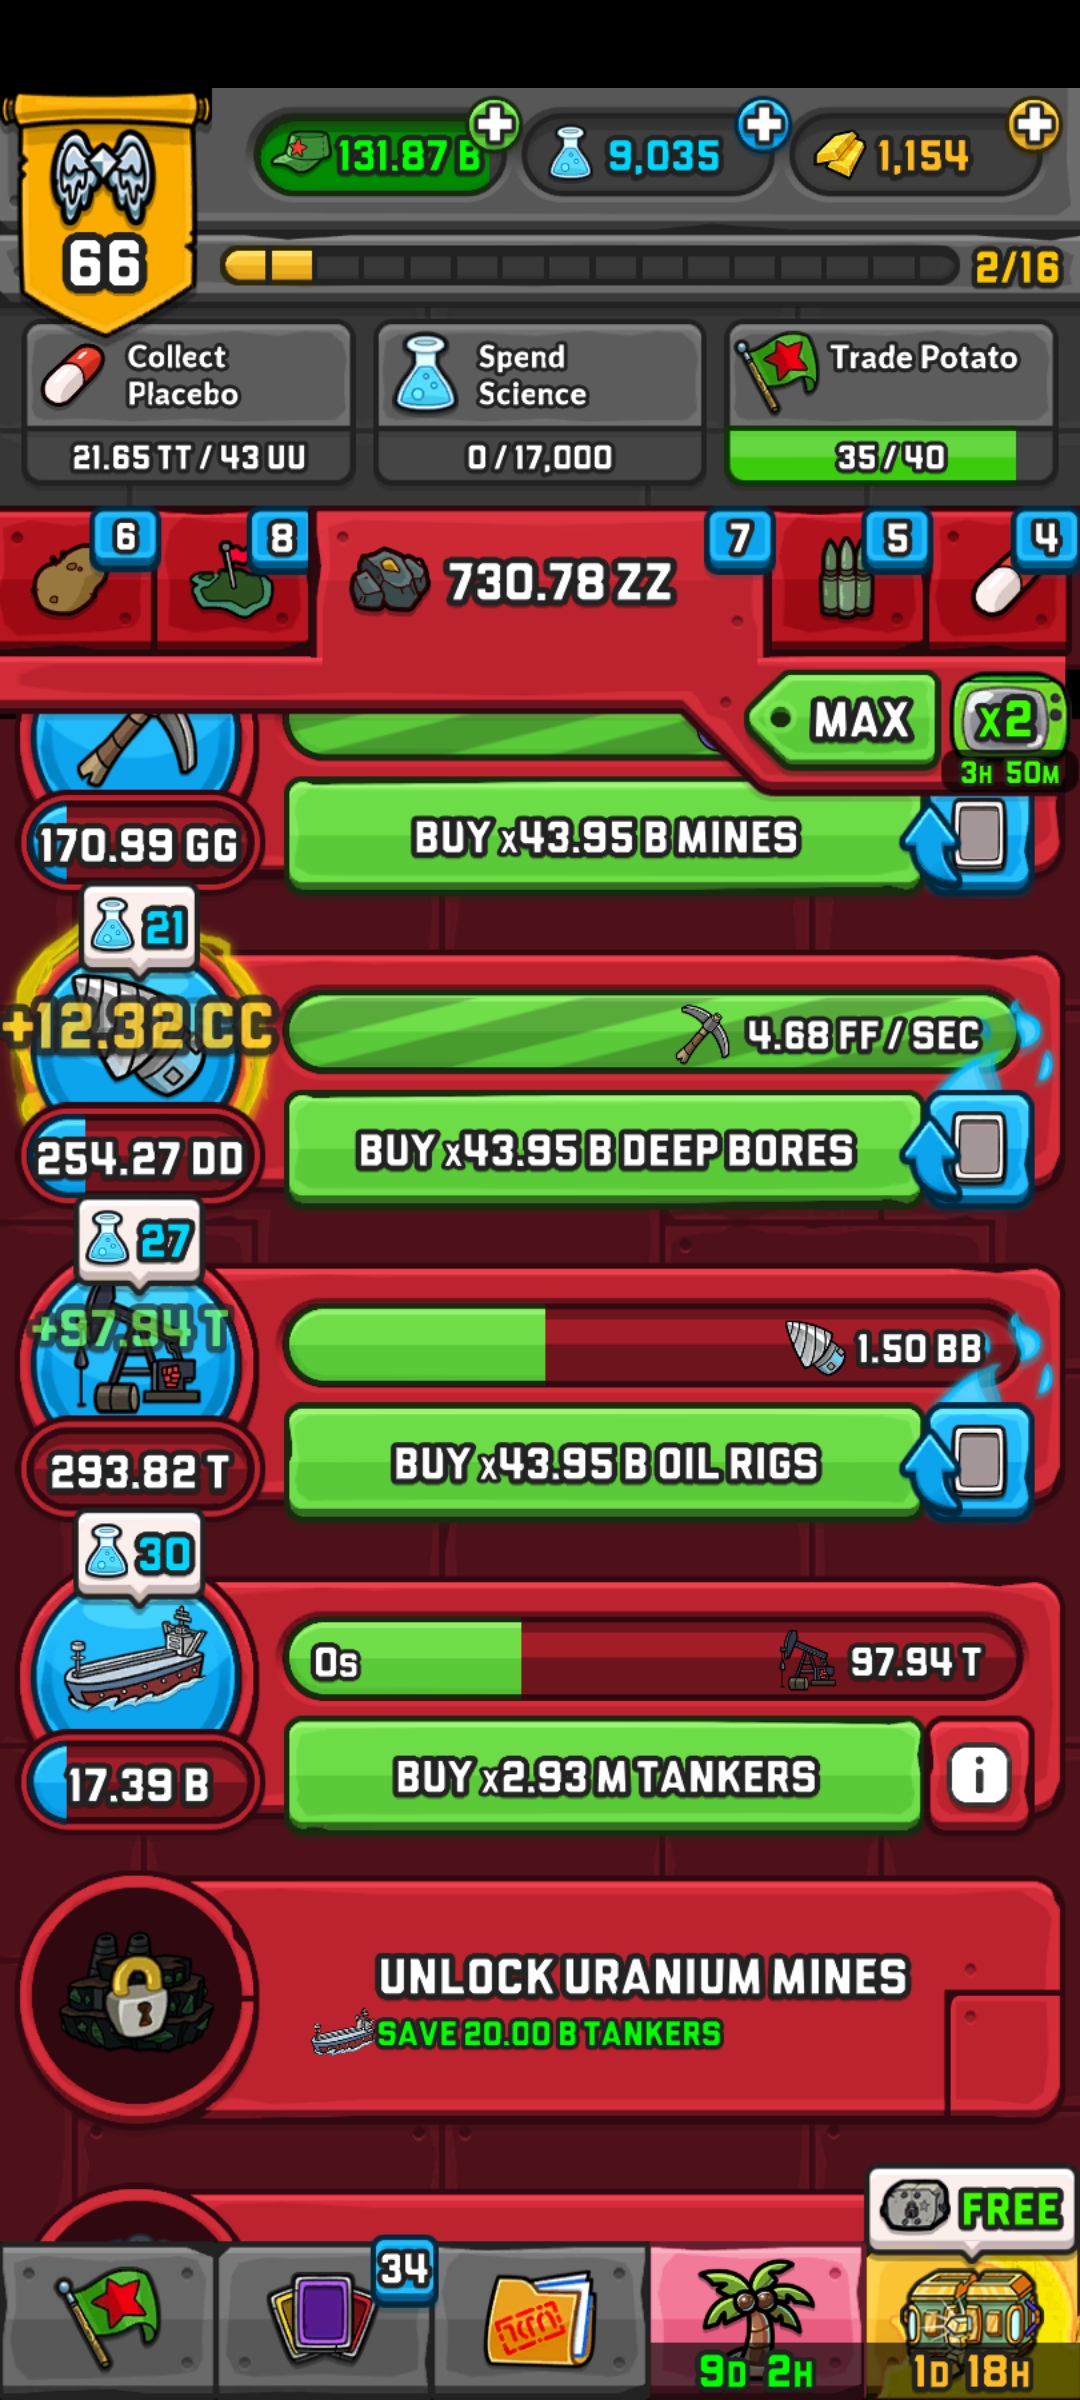 131.87 B
9,035
1,154
66
2/16
Collect
Placebo
21.65 TT / 43 UU
Spend
Science
0 / 17,000
Trade Potato
35 / 40
6
8
730.78 ZZ
7
5
4
MAX
x2
3H 50M
170.99 GG
BUY x43.95 B MINES
21
+12.32 CC
4.68 FF / SEC
254.27 DD
BUY x43.95 B DEEP BORES
27
+97.94 T
1.50 BB
293.82 T
BUY x43.95 B OIL RIGS
30
0s
97.94 T
17.39 B
BUY x2.93 M TANKERS
i
UNLOCK URANIUM MINES
SAVE 20.00 B TANKERS
FREE
34
9D 2H
1D 18H